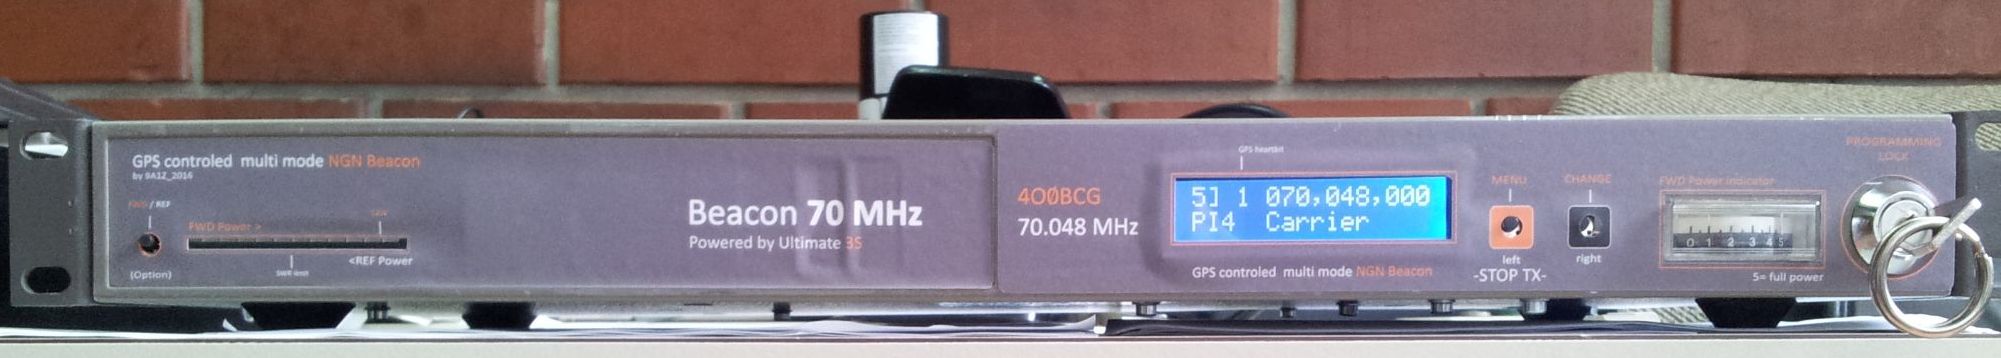 GPS controled multi mode NGN Beacon
by 9A1Z_2016
FWD / REF
(Option)
FWD Power >
SWR limit
<REF Power
Beacon 70 MHz
Powered by Ultimate 3S
4O0BCG
70.048 MHz
GPS heartbit
5] 1 070,048,000
PI4 Carrier
GPS controled multi mode NGN Beacon
MENU
left
-STOP TX-
CHANGE
right
FWD Power indicator
0 1 2 3 4 5
5= full power
PROGRAMMING
LOCK